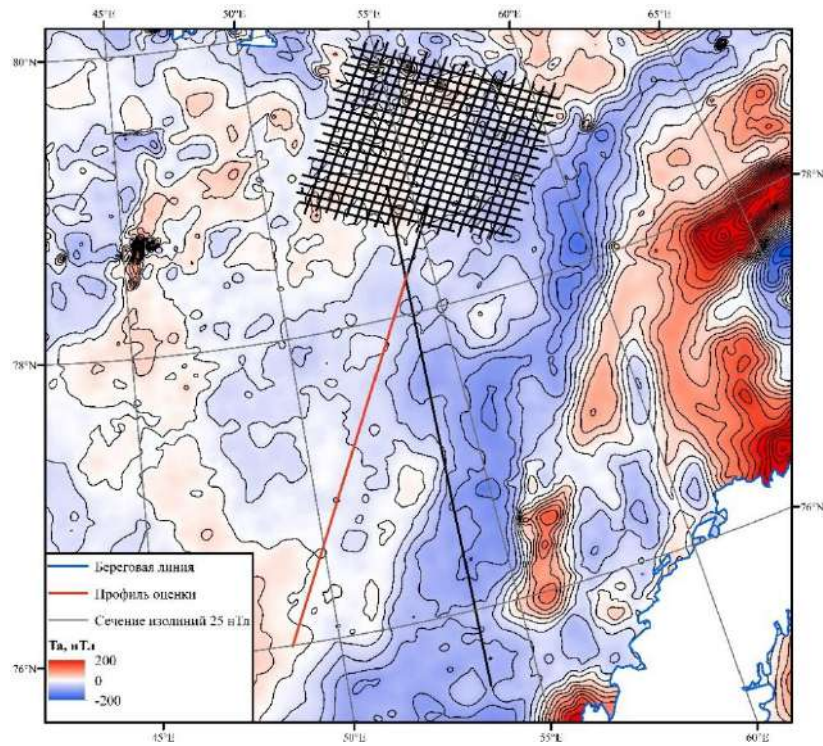 45°E 50°E 55°E 60°E 65°E
80°N
78°N
78°N
76°N
76°N
Береговая линия
Профиль оценки
Сечение изолиний 25 нТл
Ta, нТл
200
0
-200
45°E 50°E 55°E 60°E